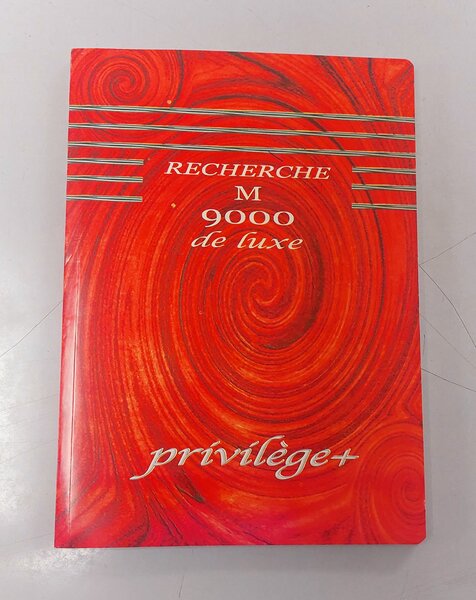 RECHERCHE
M
9000
de luxe
privilège+